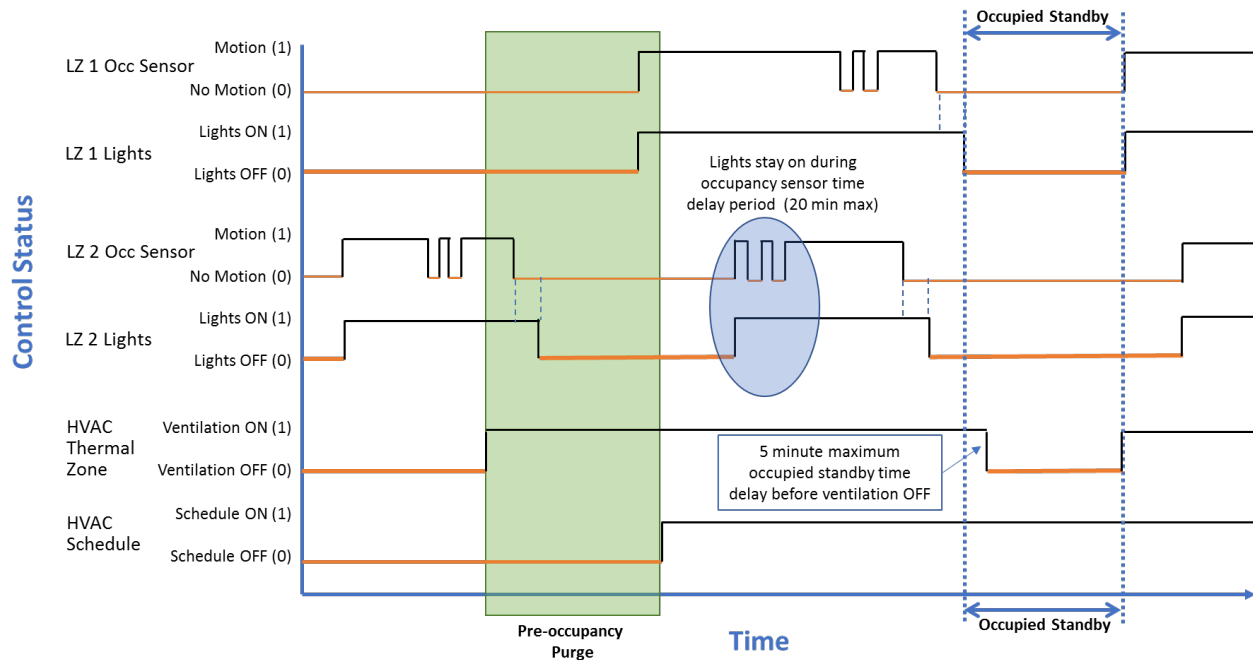 Occupied Standby
Motion (1)
LZ 1 Occ Sensor
No Motion (0)
Lights ON (1)
LZ 1 Lights
Lights OFF (0)
Lights stay on during
occupancy sensor time
delay period  (20 min max)
Control Status
Motion (1)
LZ 2 Occ Sensor
No Motion (0)
Lights ON (1)
LZ 2 Lights
Lights OFF (0)
HVAC
Thermal
Zone
Ventilation ON (1)
Ventilation OFF (0)
5 minute maximum
occupied standby time
delay before ventilation OFF
HVAC
Schedule
Schedule ON (1)
Schedule OFF (0)
Pre-occupancy
Purge
Time
Occupied Standby